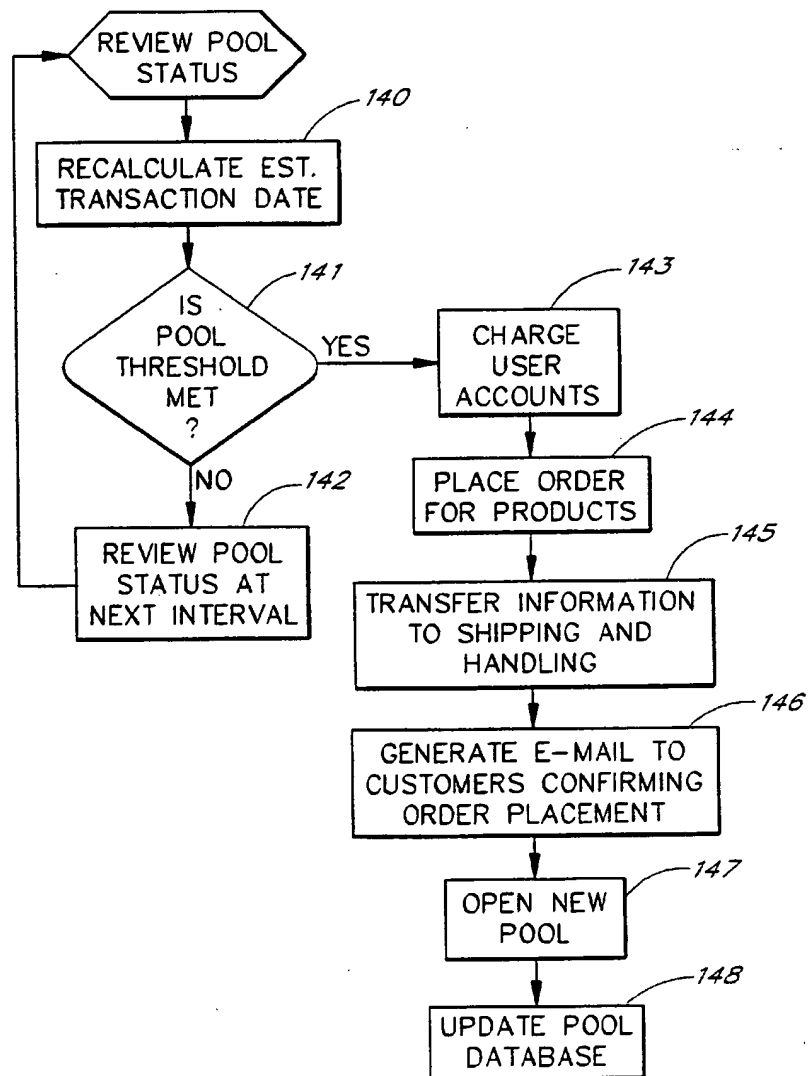 REVIEW POOL
STATUS
140
RECALCULATE EST.
TRANSACTION DATE
141
IS
POOL
THRESHOLD
MET
?
YES
NO
142
REVIEW POOL
STATUS AT
NEXT INTERVAL
143
CHARGE
USER
ACCOUNTS
144
PLACE ORDER
FOR PRODUCTS
145
TRANSFER INFORMATION
TO SHIPPING AND
HANDLING
146
GENERATE E-MAIL TO
CUSTOMERS CONFIRMING
ORDER PLACEMENT
147
OPEN NEW
POOL
148
UPDATE POOL
DATABASE